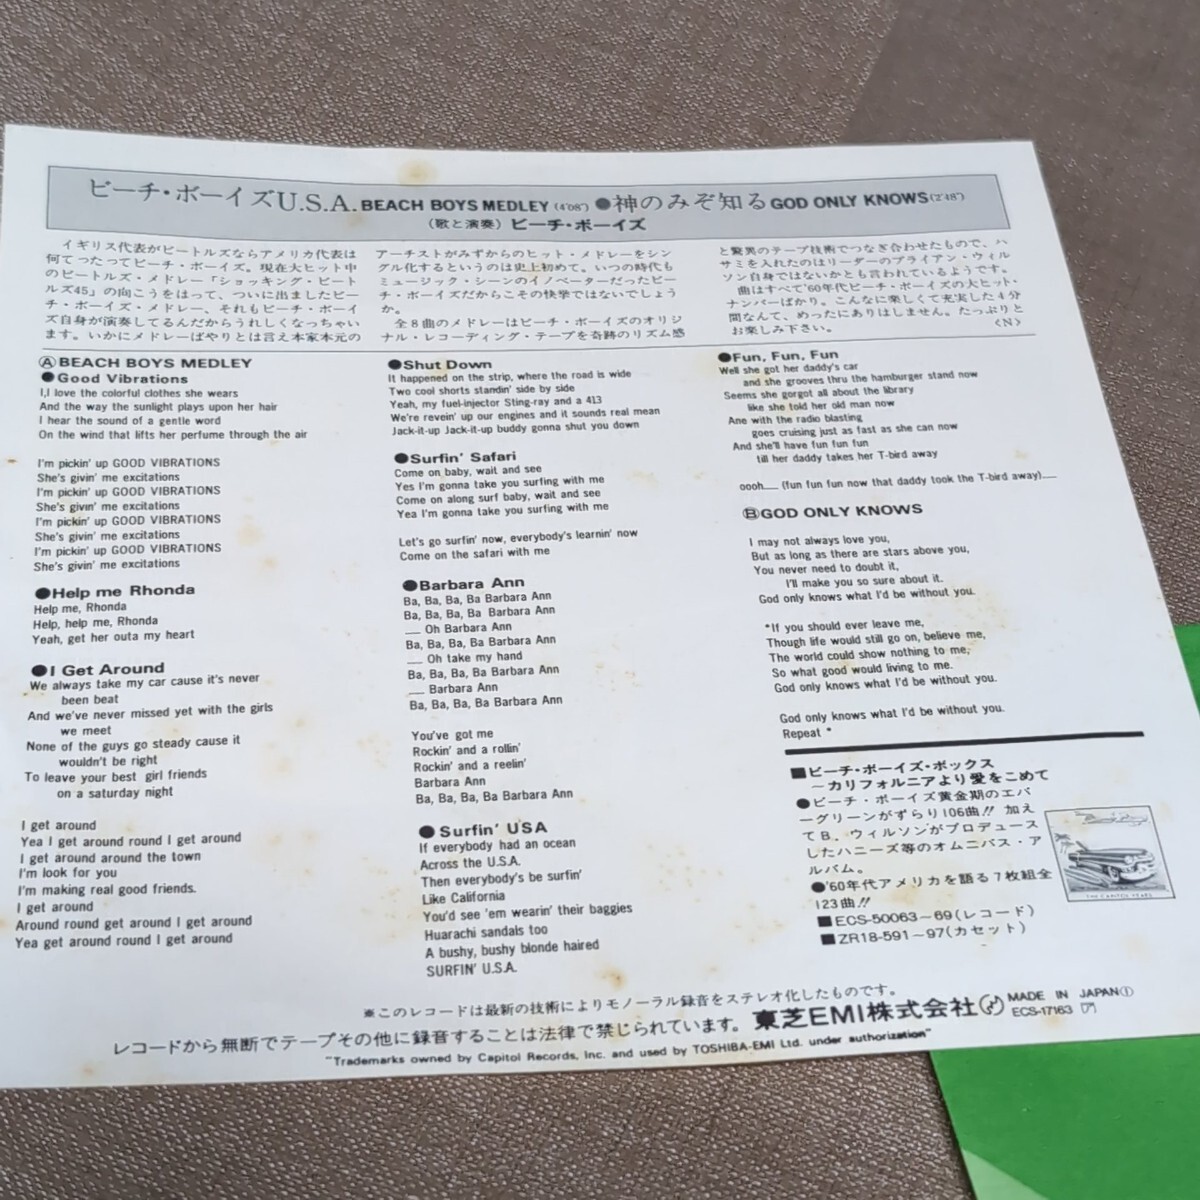 ビーチ・ボーイズU.S.A. BEACH BOYS MEDLEY (4'08") ●神のみぞ知る GOD ONLY KNOWS (2'48")
(歌と演奏) ビーチ・ボーイズ
イギリス代表がビートルズならアメリカ代表は
何てったってビーチ・ボーイズ。現在大ヒット中
のビートルズ・メドレー「ショッキング・ビート
ルズ45」の向こうをはって、ついに出ましたビー
チ・ボーイズ・メドレー、それもビーチ・ボーイ
ズ自身が演奏してるんだからうれしくなっちゃい
ます。いかにメドレーばやりとは言え本家本元の
アーチストがみずからのヒット・メドレーをシン
グル化するというのは史上初めて。いつの時代も
ミュージック・シーンのイノベーターだったビー
チ・ボーイズだからこその快挙ではないでしょう
か。
全8曲のメドレーはビーチ・ボーイズのオリジ
ナル・レコーディング・テープを奇跡のリズム感
と驚異のテープ技術でつなぎ合わせたもので、ハ
サミを入れたのはリーダーのブライアン・ウィル
ソン自身ではないかとも言われているようです。
曲はすべて'60年代ビーチ・ボーイズの大ヒット・
ナンバーばかり。こんなに楽しくて充実した4分
間なんて、めったにありはしません。たっぷりと
お楽しみ下さい。 〈N〉
Ⓐ BEACH BOYS MEDLEY
●Good Vibrations
I,I love the colorful clothes she wears
And the way the sunlight plays upon her hair
I hear the sound of a gentle word
On the wind that lifts her perfume through the air
I'm pickin' up GOOD VIBRATIONS
She's givin' me excitations
I'm pickin' up GOOD VIBRATIONS
She's givin' me excitations
I'm pickin' up GOOD VIBRATIONS
She's givin' me excitations
I'm pickin' up GOOD VIBRATIONS
She's givin' me excitations
●Help me Rhonda
Help me, Rhonda
Help, help me, Rhonda
Yeah, get her outa my heart
●I Get Around
We always take my car cause it's never
been beat
And we've never missed yet with the girls
we meet
None of the guys go steady cause it
wouldn't be right
To leave your best girl friends
on a saturday night
I get around
Yea I get around round I get around
I get around around the town
I'm look for you
I'm making real good friends.
I get around
Around round get around I get around
Yea get around round I get around
●Shut Down
It happened on the strip, where the road is wide
Two cool shorts standin' side by side
Yeah, my fuel-injector Sting-ray and a 413
We're revein' up our engines and it sounds real mean
Jack-it-up Jack-it-up buddy gonna shut you down
●Surfin' Safari
Come on baby, wait and see
Yes I'm gonna take you surfing with me
Come on along surf baby, wait and see
Yea I'm gonna take you surfing with me
Let's go surfin' now, everybody's learnin' now
Come on the safari with me
●Barbara Ann
Ba, Ba, Ba, Ba Barbara Ann
Ba, Ba, Ba, Ba Barbara Ann
__ Oh Barbara Ann
Ba, Ba, Ba, Ba Barbara Ann
__ Oh take my hand
Ba, Ba, Ba, Ba Barbara Ann
__ Barbara Ann
Ba, Ba, Ba, Ba Barbara Ann
You've got me
Rockin' and a rollin'
Rockin' and a reelin'
Barbara Ann
Ba, Ba, Ba, Ba Barbara Ann
● Surfin' USA
If everybody had an ocean
Across the U.S.A.
Then everybody's be surfin'
Like California
You'd see 'em wearin' their baggies
Huarachi sandals too
A bushy, bushy blonde haired
SURFIN' U.S.A.
●Fun, Fun, Fun
Well she got her daddy's car
and she grooves thru the hamburger stand now
Seems she gorgot all about the library
like she told her old man now
Ane with the radio blasting
goes cruising just as fast as she can now
And she'll have fun fun fun
till her daddy takes her T-bird away
oooh__ (fun fun fun now that daddy took the T-bird away)__
Ⓑ GOD ONLY KNOWS
I may not always love you,
But as long as there are stars above you,
You never need to doubt it,
I'll make you so sure about it.
God only knows what I'd be without you.
*If you should ever leave me,
Though life would still go on, believe me,
The world could show nothing to me,
So what good would living to me.
God only knows what I'd be without you.
God only knows what I'd be without you.
Repeat *
■ビーチ・ボーイズ・ボックス
～カリフォルニアより愛をこめて
●ビーチ・ボーイズ黄金期のエバ
ーグリーンがずらり106曲!! 加え
てB．ウィルソンがプロデュース
したハニーズ等のオムニバス・ア
ルバム。
●'60年代アメリカを語る7枚組全
123曲!!
■ECS-50063～69(レコード)
■ZR18-591～97(カセット)
Beach Boys
THE CAPITOL YEARS
※このレコードは最新の技術によりモノーラル録音をステレオ化したものです。
レコードから無断でテープその他に録音することは法律で禁じられています。東芝EMI株式会社 MADE IN JAPAN①
ECS-17163
"Trademarks owned by Capitol Records, Inc. and used by TOSHIBA-EMI Ltd. under authorization"